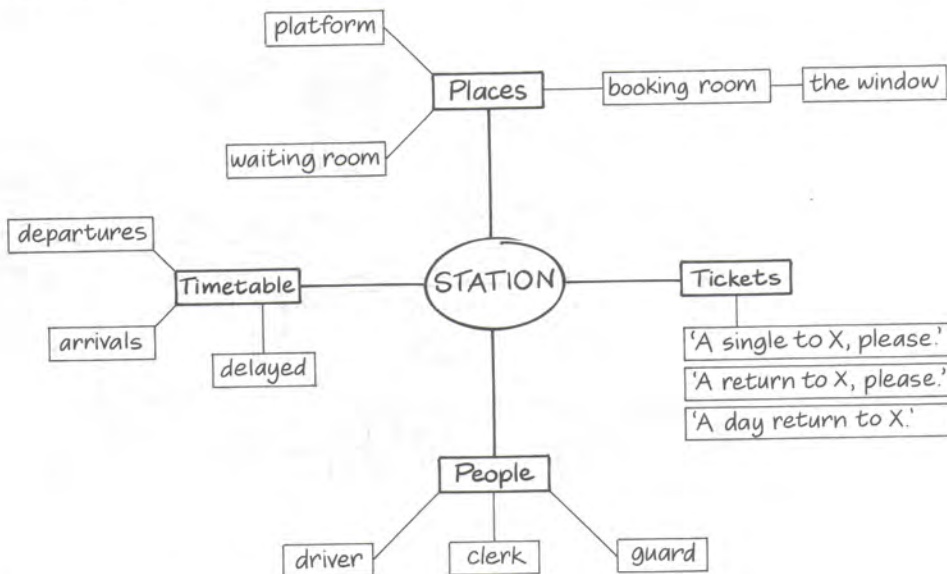 platform
Places
booking room
the window
waiting room
departures
STATION
Timetable
Tickets
arrivals
delayed
'A single to X, please.'
'A return to X, please.'
'A day return to X.'
People
driver
clerk
guard